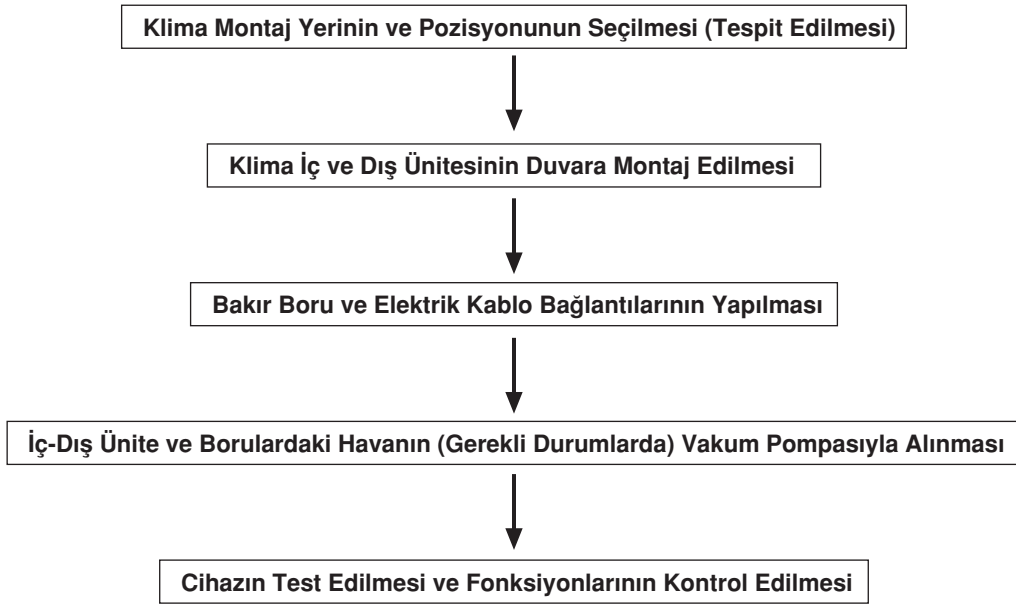 Klima Montaj Yerinin ve Pozisyonunun Seçilmesi (Tespit Edilmesi)
Klima İç ve Dış Ünitesinin Duvara Montaj Edilmesi
Bakır Boru ve Elektrik Kablo Bağlantılarının Yapılması
İç-Dış Ünite ve Borulardaki Havanın (Gerekli Durumlarda) Vakum Pompasıyla Alınması
Cihazın Test Edilmesi ve Fonksiyonlarının Kontrol Edilmesi